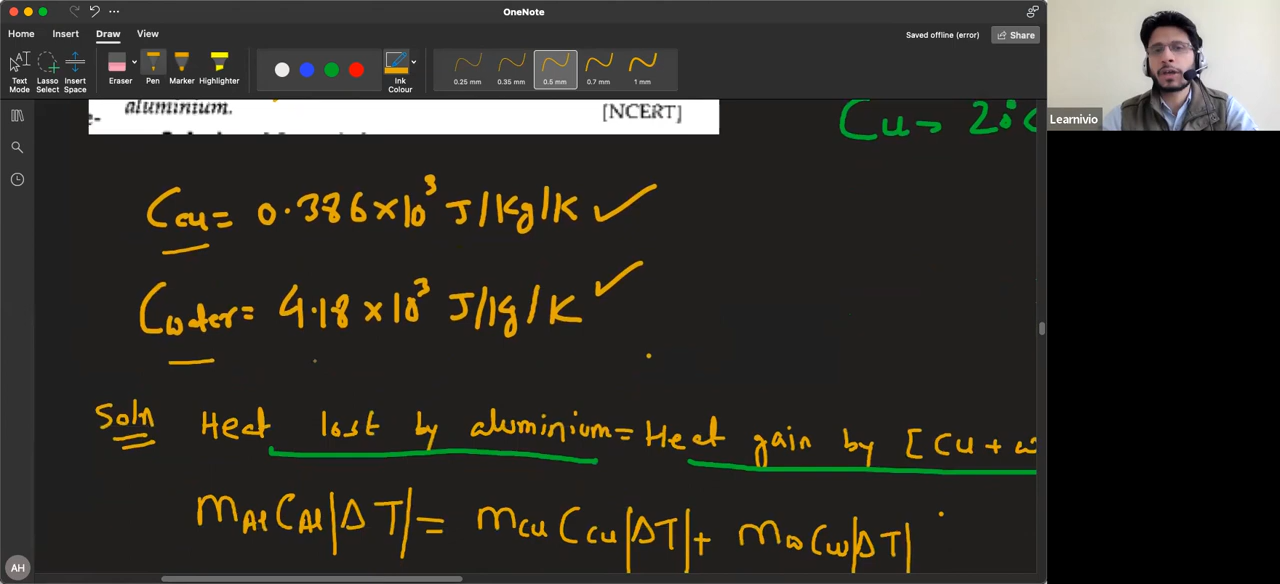 OneNote
Home Insert Draw View
Saved offline (error) Share
Text Mode Lasso Select Insert Space Eraser Pen Marker Highlighter Ink Colour 0.25 mm 0.35 mm 0.5 mm 0.7 mm 1 mm
Learnivio
aluminium.
e-
[NCERT]
Cu → 20
Ccu = 0.386×10³ J/Kg/K ✓
Cwater = 4.18 ×10³ J/Kg/K ✓
Soln Heat lost by aluminium = Heat gain by [Cu + w
mAl CAl |ΔT| = mcu Ccu |ΔT| + mw Cw |ΔT|
AH